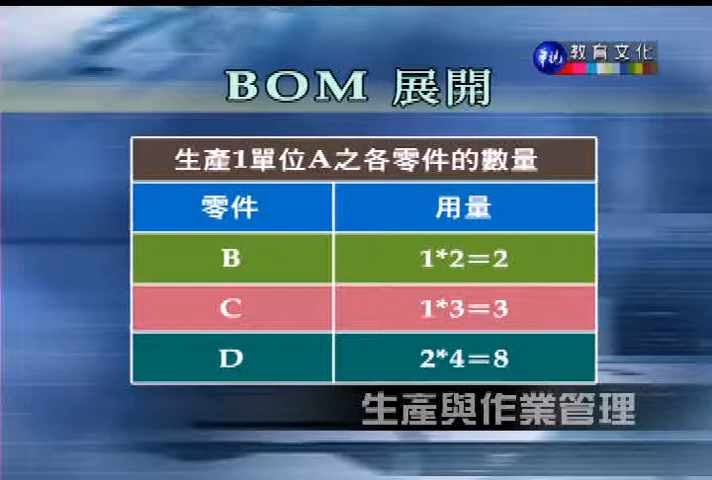 華視 教育文化
BOM 展開
生產1單位A之各零件的數量
零件 用量
B 1*2=2
C 1*3=3
D 2*4=8
生產與作業管理